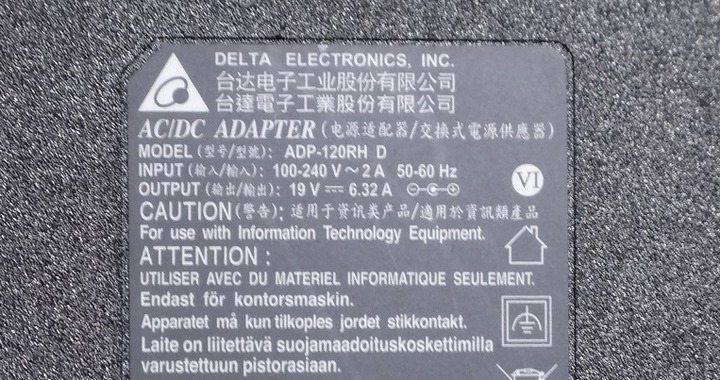 DELTA ELECTRONICS, INC.
台达电子工业股份有限公司
台達電子工業股份有限公司
AC/DC ADAPTER (电源适配器/交換式電源供應器)
MODEL (型号/型號): ADP-120RH D
INPUT (输入/輸入): 100-240 V ~ 2 A 50-60 Hz
OUTPUT (输出/輸出): 19 V ⎓ 6.32 A
VI
CAUTION (警告): 适用于资讯类产品/適用於資訊類産品
For use with Information Technology Equipment.
ATTENTION :
UTILISER AVEC DU MATERIEL INFORMATIQUE SEULEMENT.
Endast för kontorsmaskin.
Apparatet må kun tilkoples jordet stikkontakt.
Laite on liitettävä suojamaadoituskoskettimilla
varustettuun pistorasiaan.